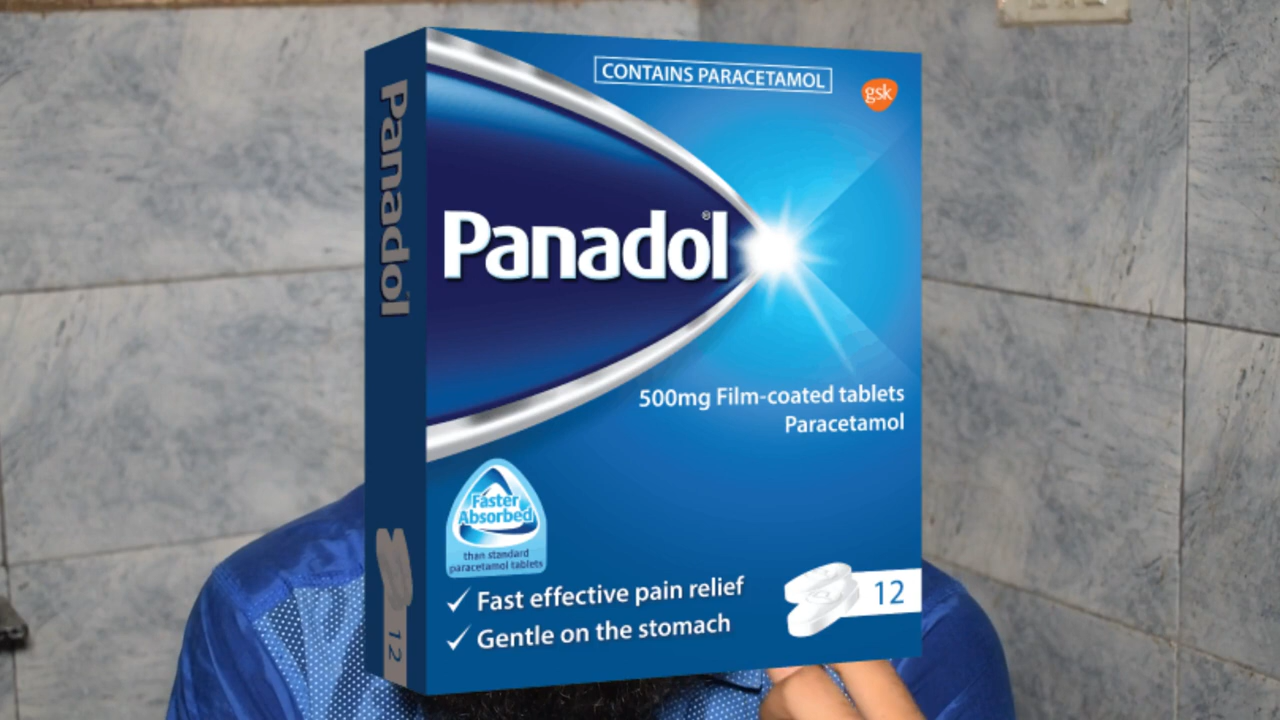 CONTAINS PARACETAMOL
gsk
Panadol
Panadol®
500mg Film-coated tablets
Paracetamol
Faster
Absorbed
than standard
paracetamol tablets
✓ Fast effective pain relief
✓ Gentle on the stomach
12
12